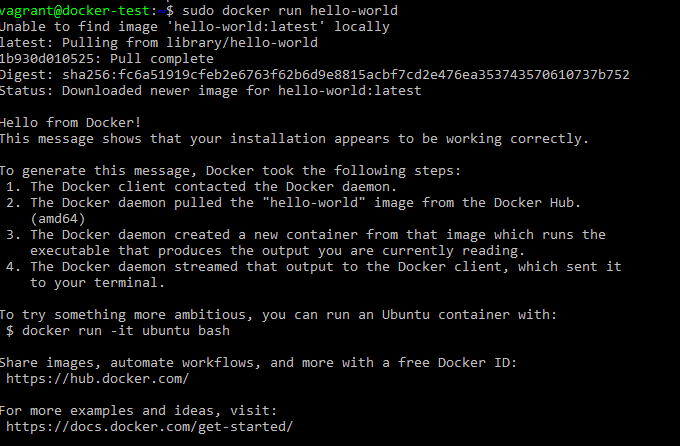 vagrant@docker-test:~$ sudo docker run hello-world
Unable to find image 'hello-world:latest' locally
latest: Pulling from library/hello-world
1b930d010525: Pull complete
Digest: sha256:fc6a51919cfeb2e6763f62b6d9e8815acbf7cd2e476ea353743570610737b752
Status: Downloaded newer image for hello-world:latest

Hello from Docker!
This message shows that your installation appears to be working correctly.

To generate this message, Docker took the following steps:
 1. The Docker client contacted the Docker daemon.
 2. The Docker daemon pulled the "hello-world" image from the Docker Hub.
    (amd64)
 3. The Docker daemon created a new container from that image which runs the
    executable that produces the output you are currently reading.
 4. The Docker daemon streamed that output to the Docker client, which sent it
    to your terminal.

To try something more ambitious, you can run an Ubuntu container with:
 $ docker run -it ubuntu bash

Share images, automate workflows, and more with a free Docker ID:
 https://hub.docker.com/

For more examples and ideas, visit:
 https://docs.docker.com/get-started/